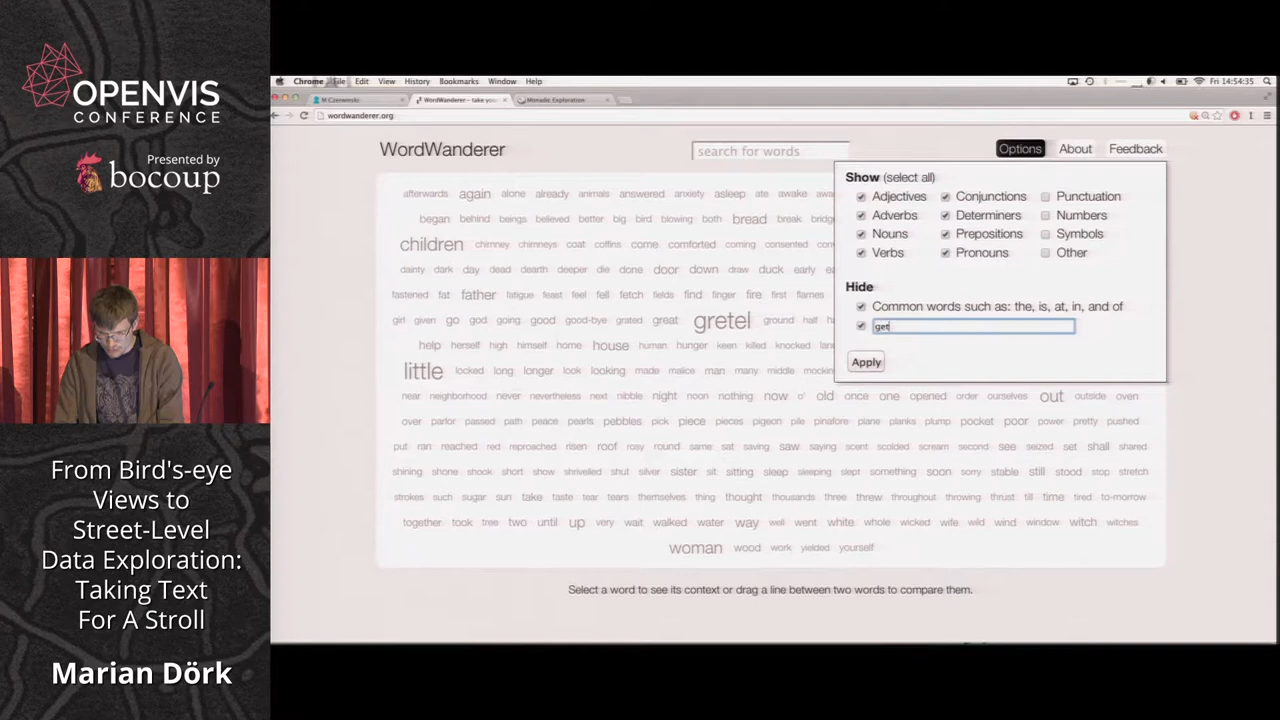 OPENVIS
CONFERENCE
Presented by
bocoup
From Bird's-eye
Views to
Street-Level
Data Exploration:
Taking Text
For A Stroll
Marian Dörk
Chrome File Edit View History Bookmarks Window Help Fri 14:54:35
M Czerwinski WordWanderer – take you Monadic Exploration
wordwanderer.org
WordWanderer search for words Options About Feedback
Show (select all)
Adjectives Conjunctions Punctuation
Adverbs Determiners Numbers
Nouns Prepositions Symbols
Verbs Pronouns Other
Hide
Common words such as: the, is, at, in, and of
get
Apply
afterwards again alone already animals answered anxiety asleep ate awake
began behind beings believed better big bird blowing both bread break
children chimney chimneys coat coffins come comforted coming consented
dainty dark day dead dearth deeper die done door down draw duck early
fastened fat father fatigue feast feel fell fetch fields find finger fire first flames
girl given go god going good good-bye grated great gretel ground half
help herself high himself home house human hunger keen killed knocked
little locked long longer look looking made malice man many middle
near neighborhood never nevertheless next nibble night noon nothing now o' old once one opened order ourselves out outside oven
over parlor passed path peace pearls pebbles pick piece pieces pigeon pile pinafore plane planks plump pocket poor power pretty pushed
put ran reached red reproached risen roof rosy round same sat saving saw saying scent scolded scream second see seized set shall shared
shining shone shook short show shrivelled shut silver sister sit sitting sleep sleeping slept something soon sorry stable still stood stop stretch
strokes such sugar sun take taste tear tears themselves thing thought thousands three threw throughout throwing thrust till time tired to-morrow
together took tree two until up very wait walked water way well went white whole wicked wife wild wind window witch witches
woman wood work yielded yourself
Select a word to see its context or drag a line between two words to compare them.